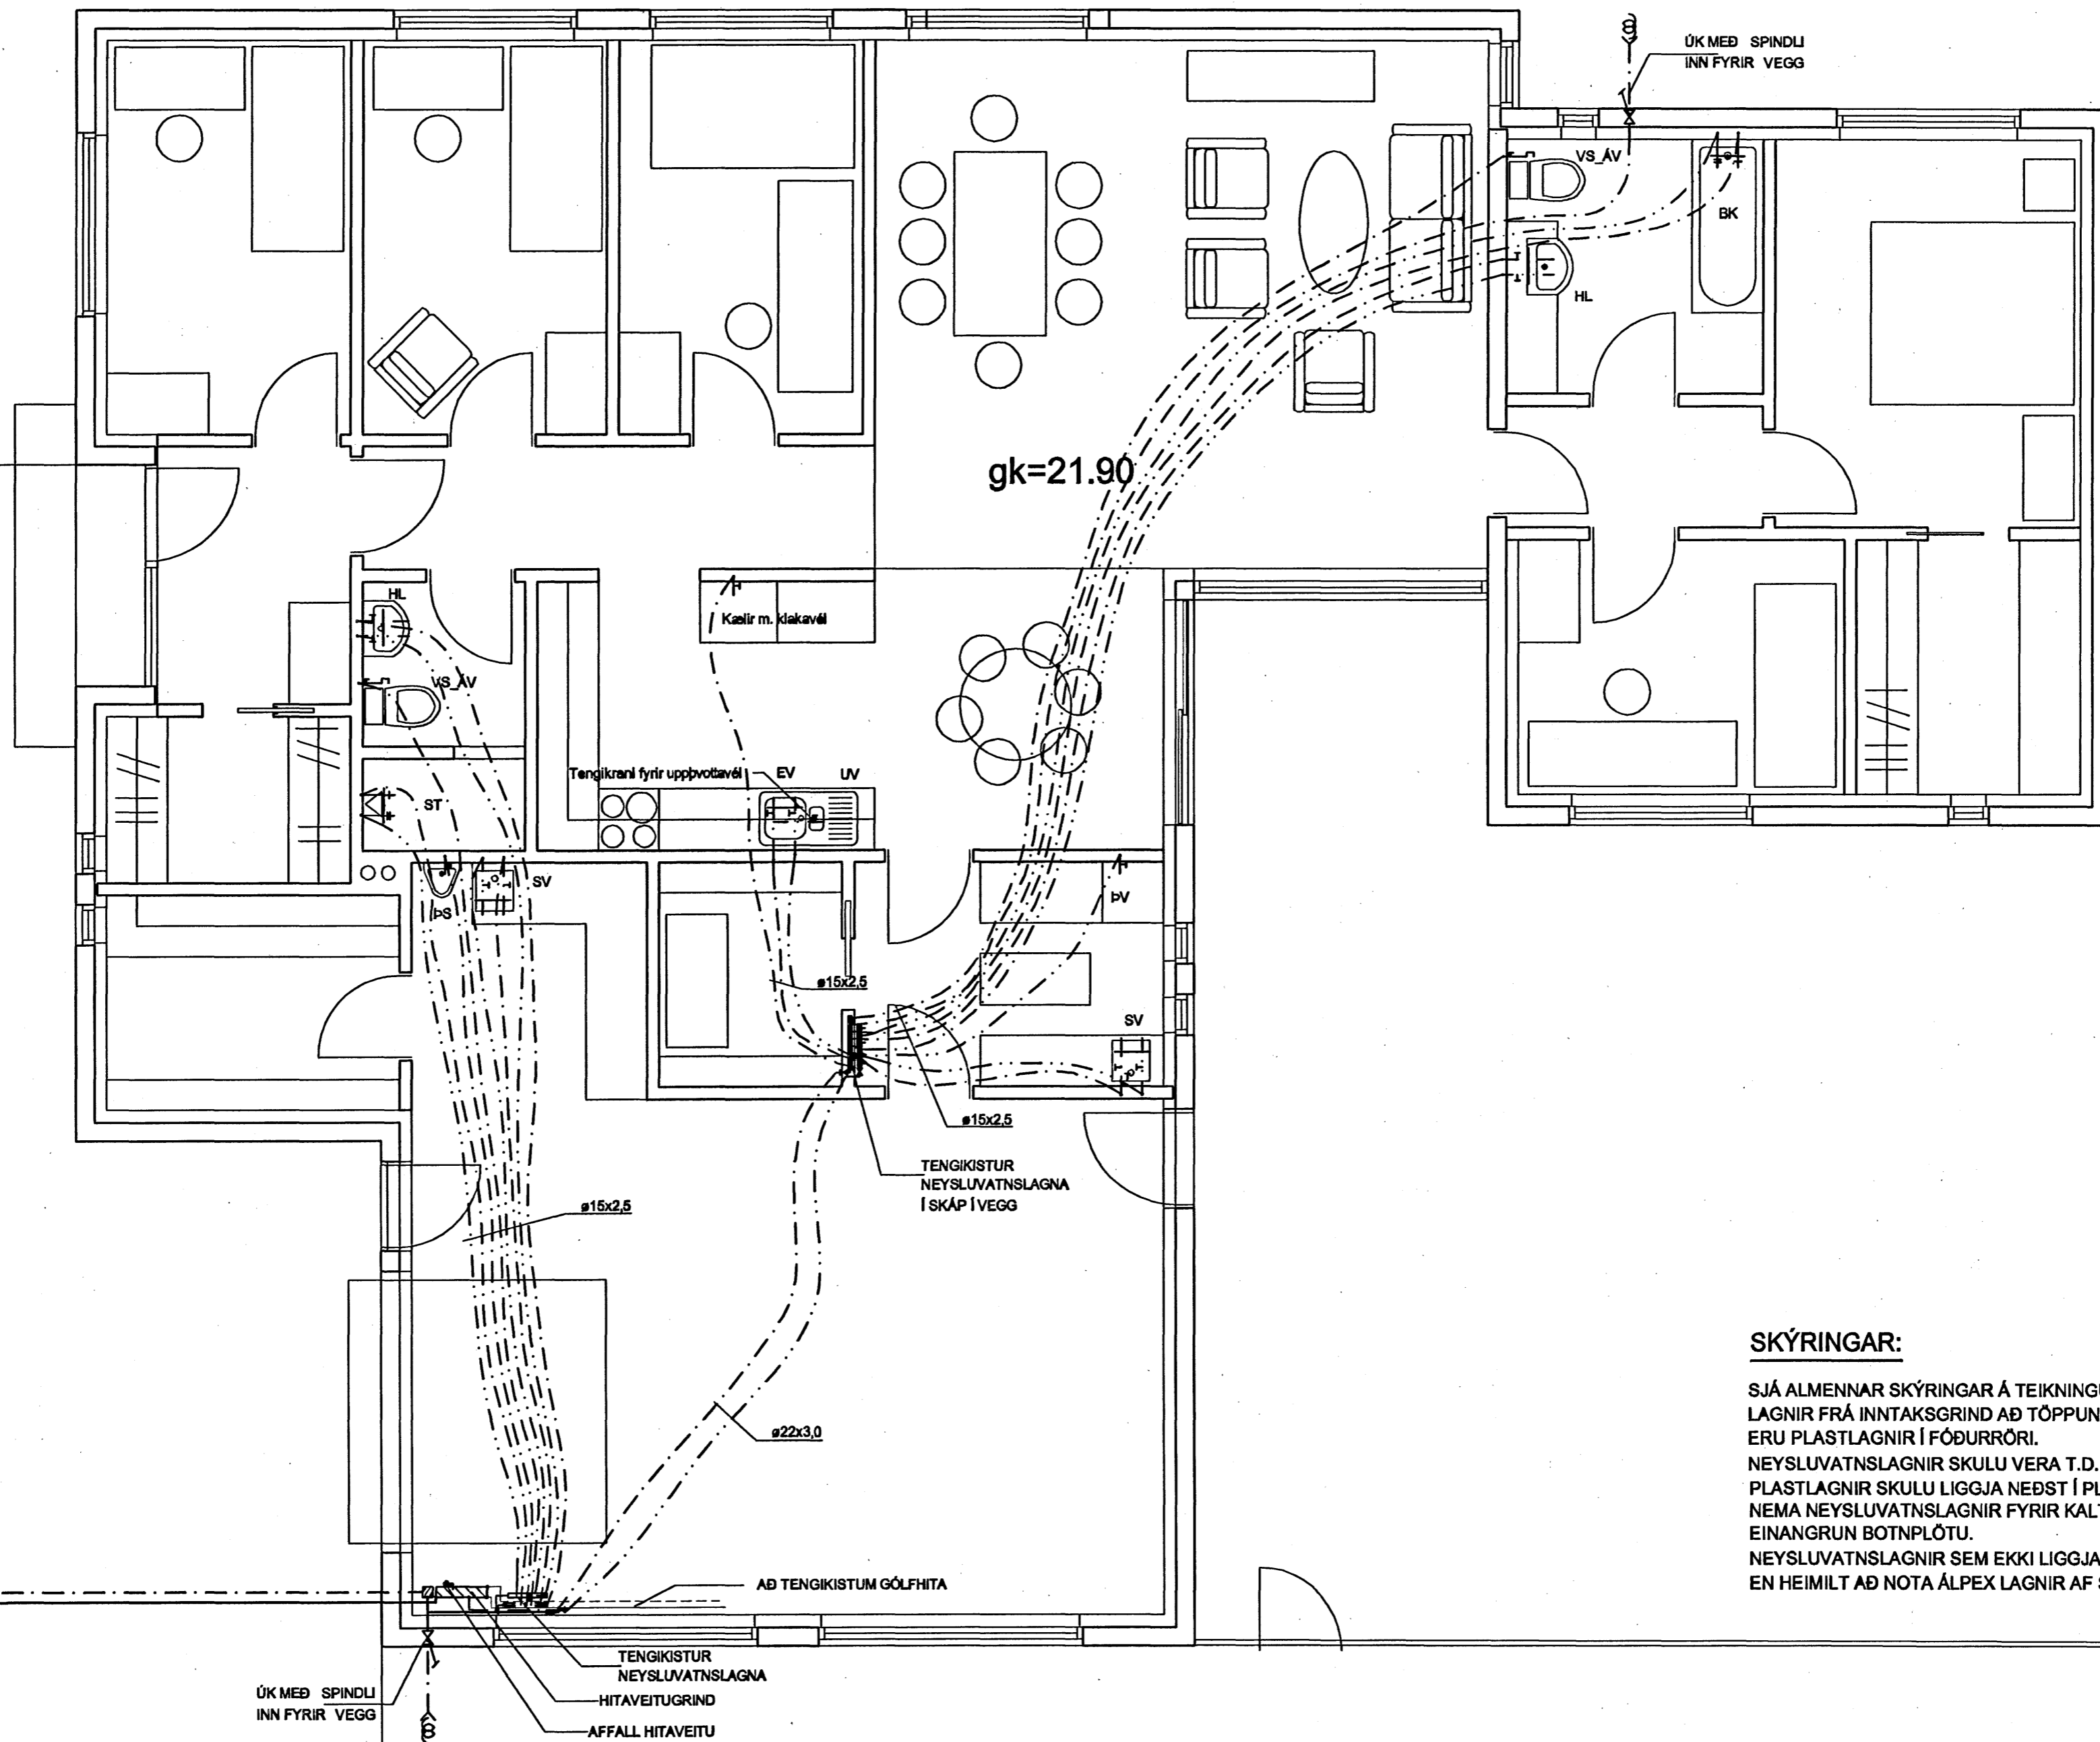 ÚK MEÐ SPINDLI
INN FYRIR VEGG
VS_ÁV
BK
HL
gk=21.90
HL
Kælir m. klakavél
VS_ÁV
Tengikrani fyrir uppþvottavél
EV
UV
ST
SV
ÞS
ÞV
ø15x2,5
SV
ø15x2,5
TENGIKISTUR
NEYSLUVATNSLAGNA
Í SKÁP Í VEGG
ø15x2,5
ø22x3,0
SKÝRINGAR:
SJÁ ALMENNAR SKÝRINGAR Á TEIKNING
LAGNIR FRÁ INNTAKSGRIND AÐ TÖPPUN
ERU PLASTLAGNIR Í FÓÐURRÖRI.
NEYSLUVATNSLAGNIR SKULU VERA T.D.
PLASTLAGNIR SKULU LIGGJA NEÐST Í PL
NEMA NEYSLUVATNSLAGNIR FYRIR KAL
EINANGRUN BOTNPLÖTU.
NEYSLUVATNSLAGNIR SEM EKKI LIGGJA
EN HEIMILT AÐ NOTA ÁLPEX LAGNIR AF
AÐ TENGIKISTUM GÓLFHITA
TENGIKISTUR
NEYSLUVATNSLAGNA
HITAVEITUGRIND
AFFALL HITAVEITU
ÚK MEÐ SPINDLI
INN FYRIR VEGG